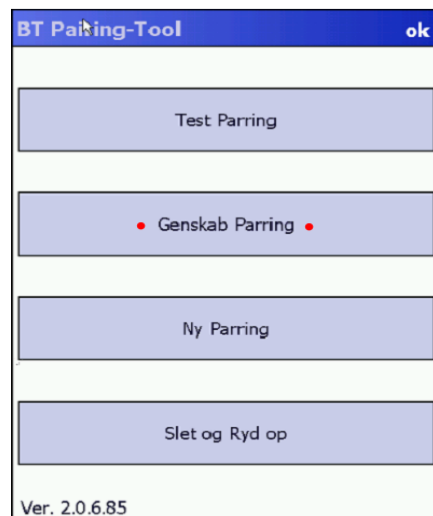 BT Pairing-Tool ok
Test Parring
Genskab Parring
Ny Parring
Slet og Ryd op
Ver. 2.0.6.85